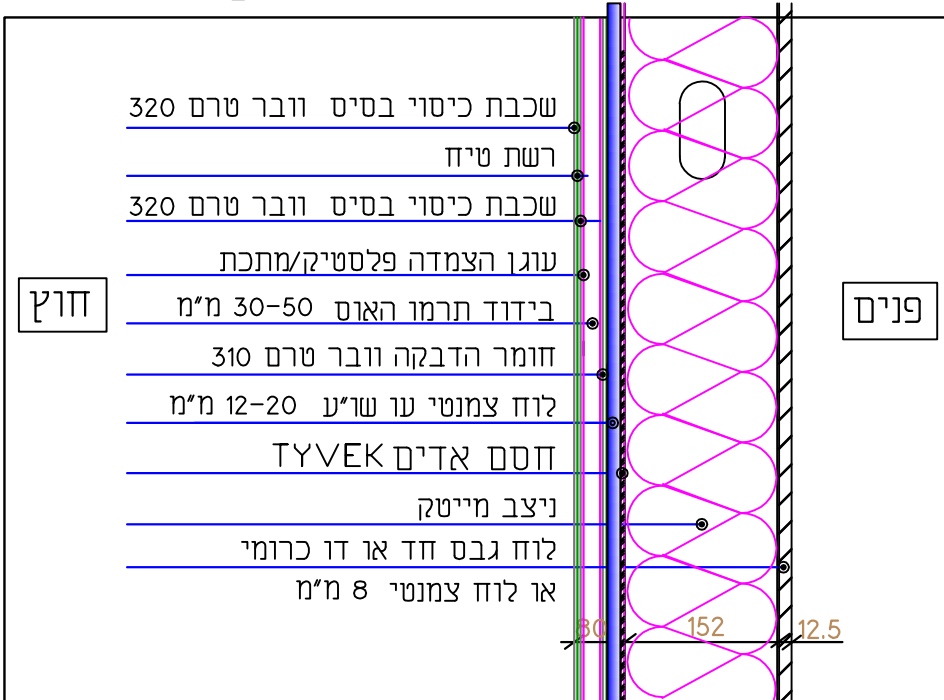 שכבת כיסוי בסיס וובר טרם 320
רשת טיח
שכבת כיסוי בסיס וובר טרם 320
עוגן הצמדה פלסטיק/מתכת
בידוד תרמו האוס 30-50 מ"מ
חומר הדבקה וובר טרם 310
לוח צמנטי עו שו"ע 12-20 מ"מ
חסם אדים TYVEK
ניצב מייטק
לוח גבס חד או דו כרומי
או לוח צמנטי 8 מ"מ
חוץ
פנים
80 152 12.5